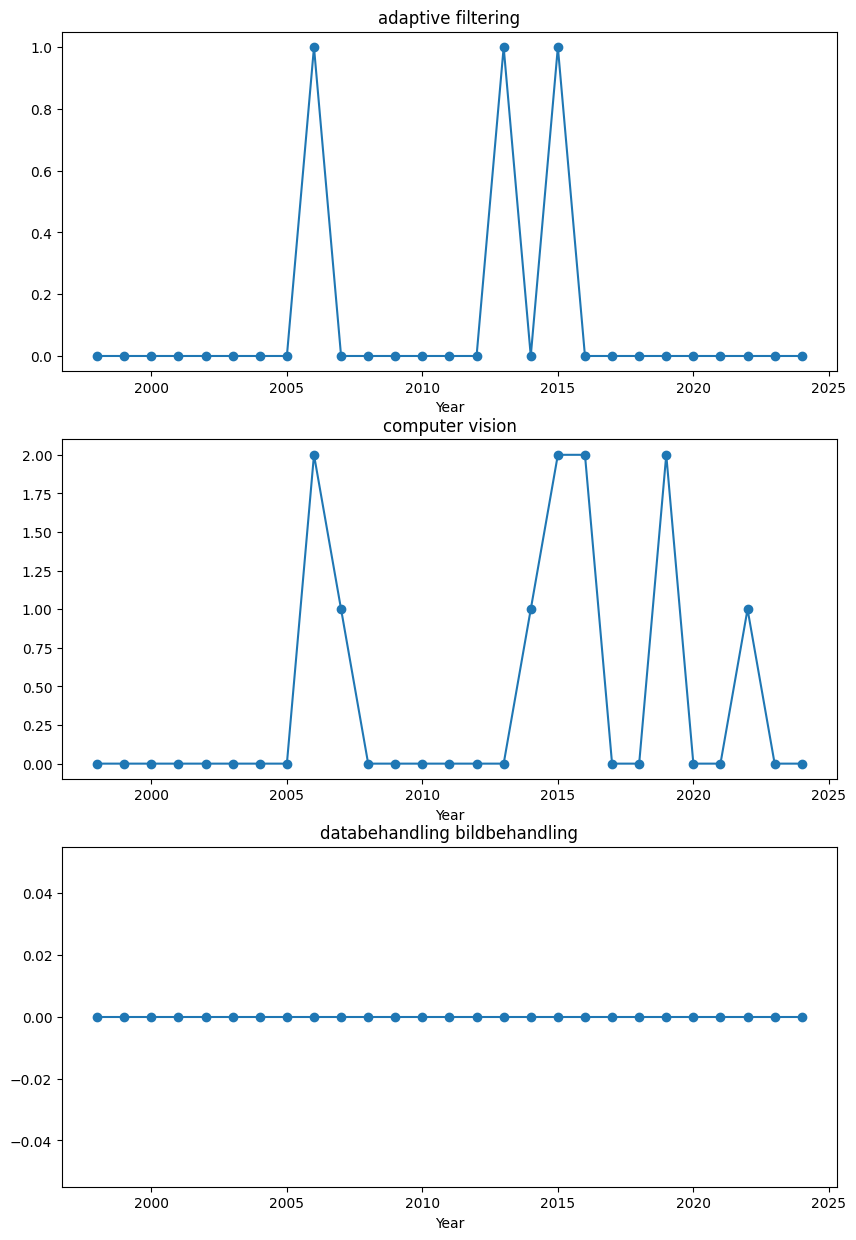 adaptive filtering
1.0
0.8
0.6
0.4
0.2
0.0
2000 2005 2010 2015 2020 2025
Year
computer vision
2.00
1.75
1.50
1.25
1.00
0.75
0.50
0.25
0.00
2000 2005 2010 2015 2020 2025
Year
databehandling bildbehandling
0.04
0.02
0.00
−0.02
−0.04
2000 2005 2010 2015 2020 2025
Year